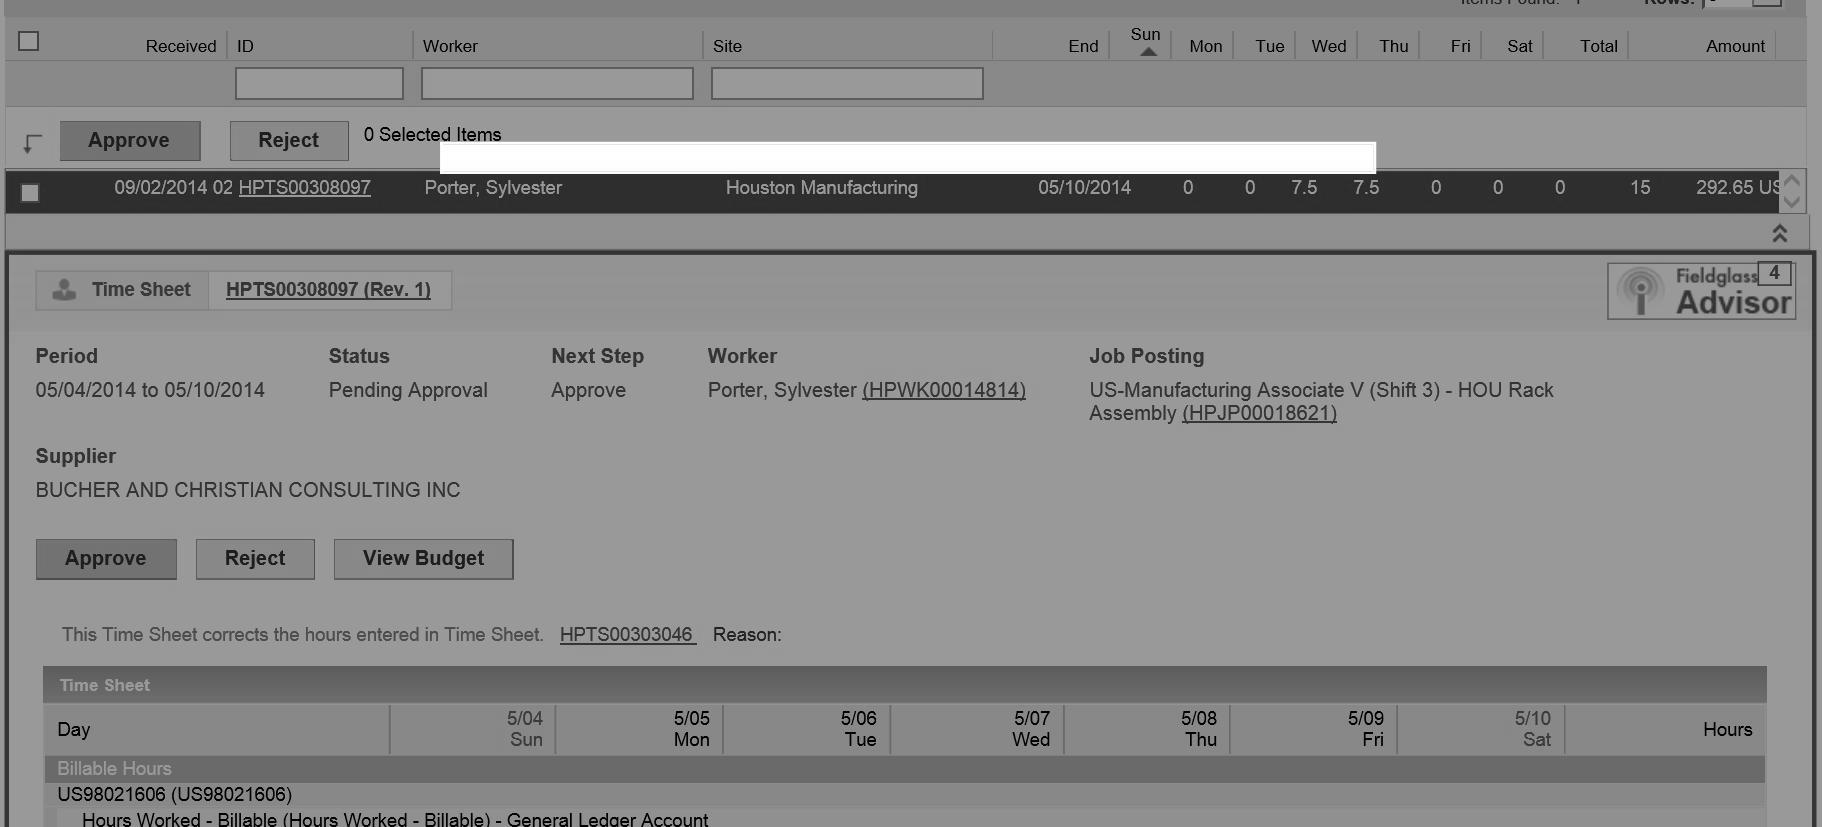 Items Found: 1 Rows:
Received ID Worker Site End Sun Mon Tue Wed Thu Fri Sat Total Amount
Approve Reject 0 Selected Items
09/02/2014 02 HPTS00308097 Porter, Sylvester Houston Manufacturing 05/10/2014 0 0 7.5 7.5 0 0 0 15 292.65 US
Time Sheet HPTS00308097 (Rev. 1) Fieldglass 4
Advisor
Period Status Next Step Worker Job Posting
05/04/2014 to 05/10/2014 Pending Approval Approve Porter, Sylvester (HPWK00014814) US-Manufacturing Associate V (Shift 3) - HOU Rack
Assembly (HPJP00018621)
Supplier
BUCHER AND CHRISTIAN CONSULTING INC
Approve Reject View Budget
This Time Sheet corrects the hours entered in Time Sheet. HPTS00303046 Reason:
Time Sheet
Day 5/04 5/05 5/06 5/07 5/08 5/09 5/10 Hours
Sun Mon Tue Wed Thu Fri Sat
Billable Hours
US98021606 (US98021606)
Hours Worked - Billable (Hours Worked - Billable) - General Ledger Account